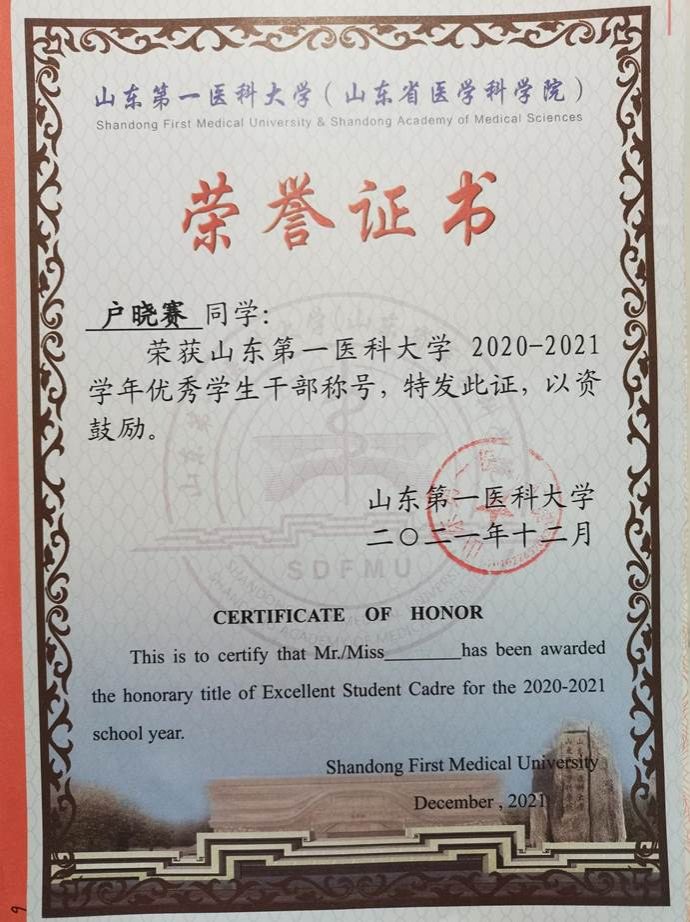 山东第一医科大学（山东省医学科学院）
Shandong First Medical University & Shandong Academy of Medical Sciences
荣誉证书
户晓赛 同学：
荣获山东第一医科大学 2020-2021
学年优秀学生干部称号，特发此证，以资
鼓励。
山东第一医科大学
二〇二一年十二月
SDFMU
CERTIFICATE OF HONOR
This is to certify that Mr./Miss________has been awarded
the honorary title of Excellent Student Cadre for the 2020-2021
school year.
Shandong First Medical University
December , 2021